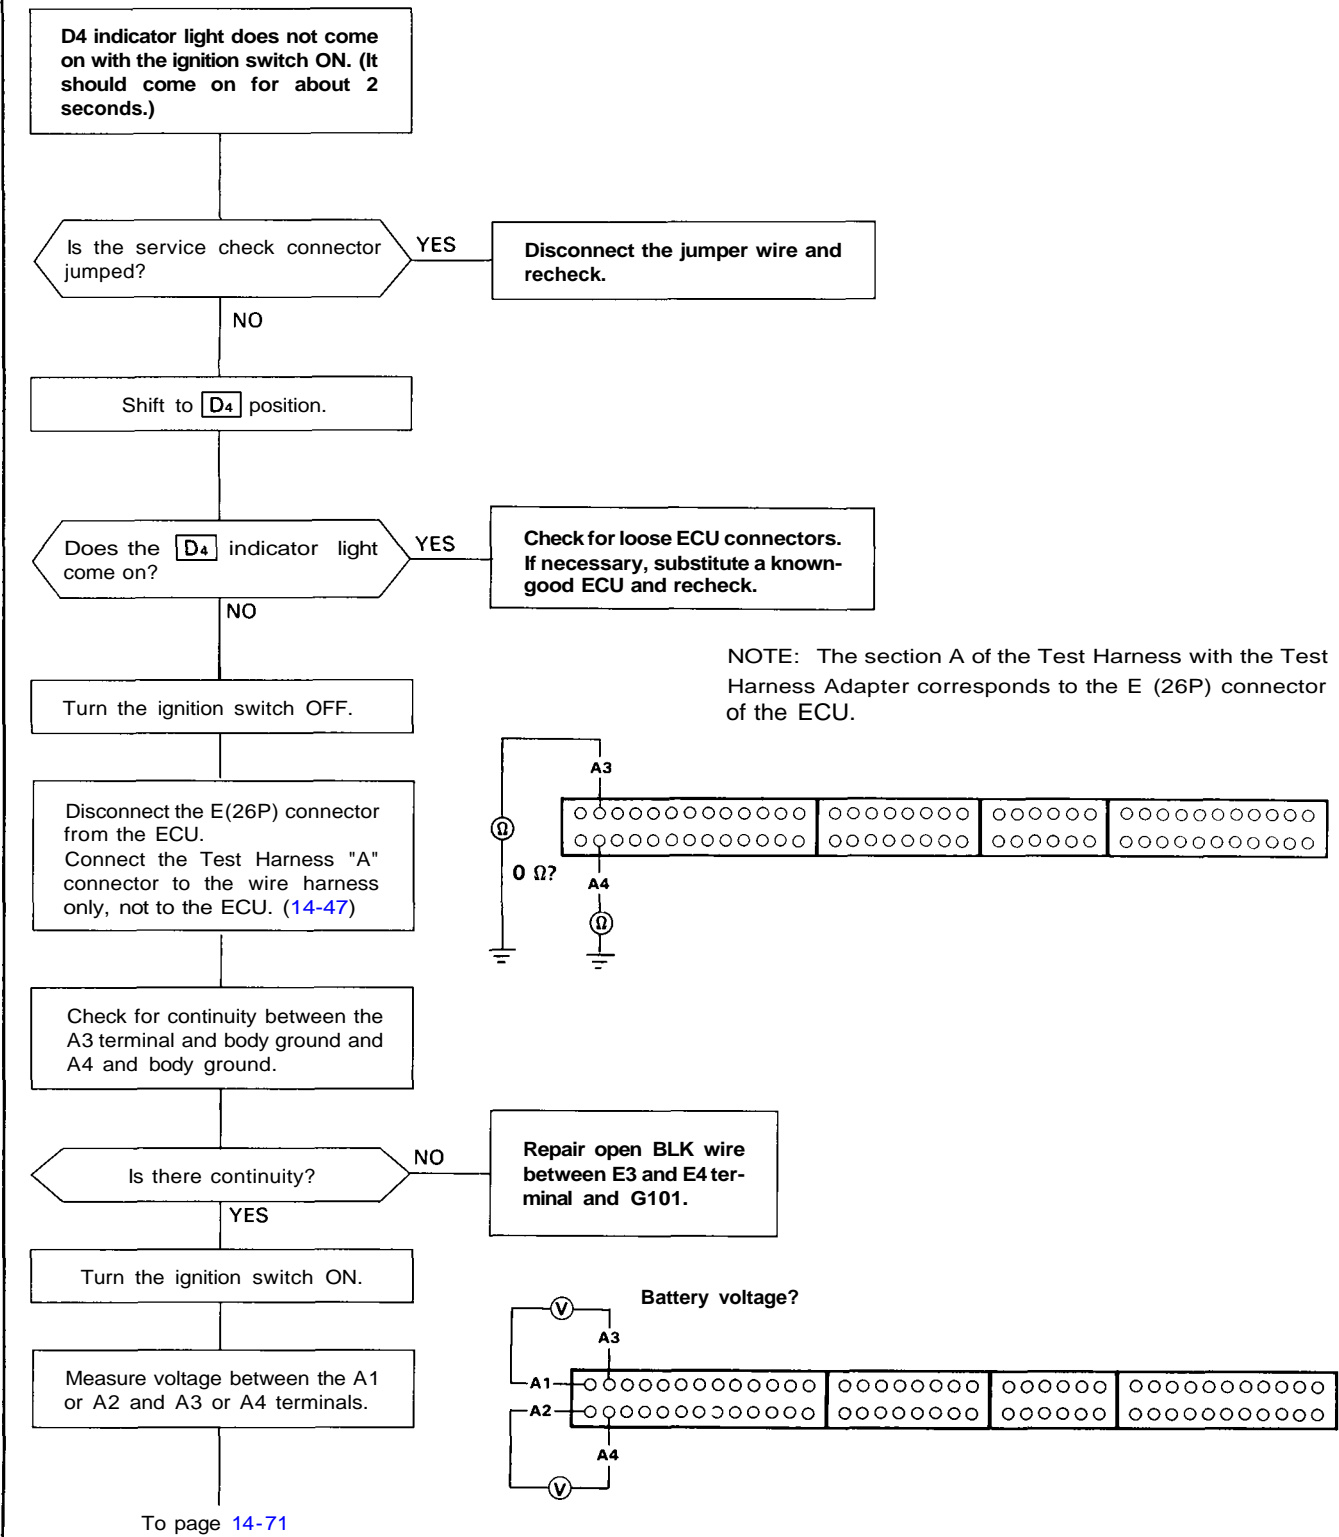 D4 indicator light does not come
on with the ignition switch ON. (It
should come on for about 2
seconds.)
Is the service check connector
jumped?
YES
Disconnect the jumper wire and
recheck.
NO
Shift to D4 position.
Does the D4 indicator light
come on?
YES
Check for loose ECU connectors.
If necessary, substitute a known-
good ECU and recheck.
NO
NOTE: The section A of the Test Harness with the Test
Harness Adapter corresponds to the E (26P) connector
of the ECU.
Turn the ignition switch OFF.
Disconnect the E(26P) connector
from the ECU.
Connect the Test Harness "A"
connector to the wire harness
only, not to the ECU. (14-47)
A3
Ω
0 Ω?
A4
Ω
Check for continuity between the
A3 terminal and body ground and
A4 and body ground.
Is there continuity?
NO
Repair open BLK wire
between E3 and E4 ter-
minal and G101.
YES
Turn the ignition switch ON.
Battery voltage?
V
A3
A1
A2
A4
V
Measure voltage between the A1
or A2 and A3 or A4 terminals.
To page 14-71